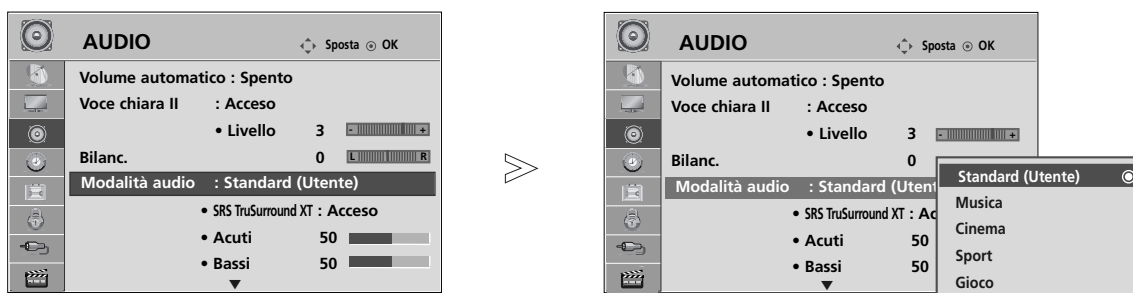 AUDIO Sposta OK
Volume automatico : Spento
Voce chiara II : Acceso
• Livello 3 - +
Bilanc. 0 L R
Modalità audio : Standard (Utente)
• SRS TruSurround XT : Acceso
• Acuti 50
• Bassi 50
AUDIO Sposta OK
Volume automatico : Spento
Voce chiara II : Acceso
• Livello 3 - +
Bilanc. 0
Modalità audio : Standard (Utent
• SRS TruSurround XT : Ac
• Acuti 50
• Bassi 50
Standard (Utente)
Musica
Cinema
Sport
Gioco